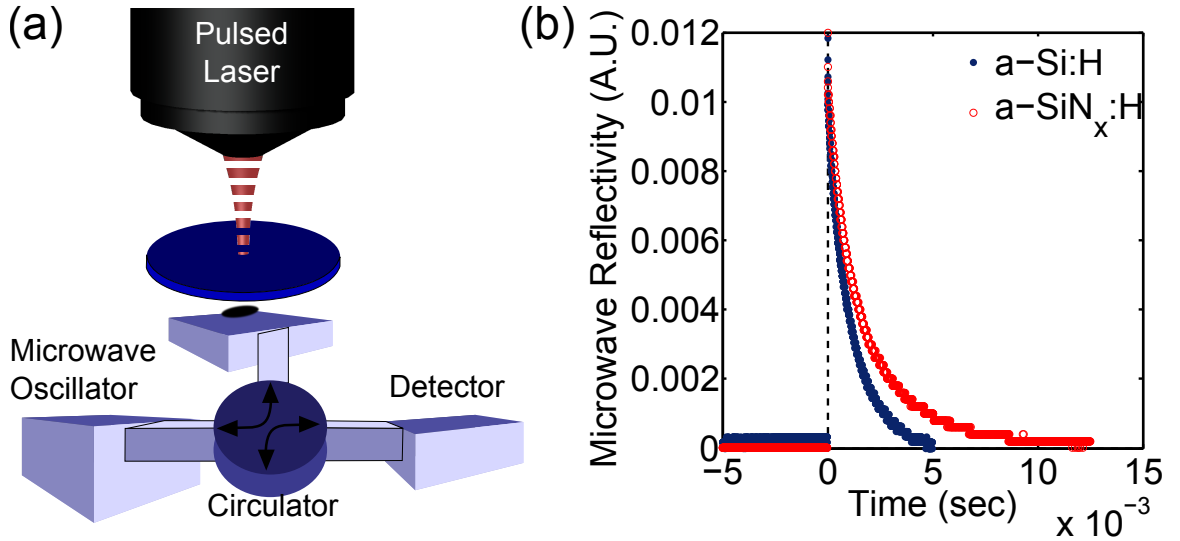 (a)
Pulsed
Laser
Microwave
Oscillator
Detector
Circulator
(b)
Microwave Reflectivity (A.U.)
0.012
0.01
0.008
0.006
0.004
0.002
0
−5
0
5
10
15
Time (sec)
x 10⁻³
a−Si:H
a−SiNₓ:H